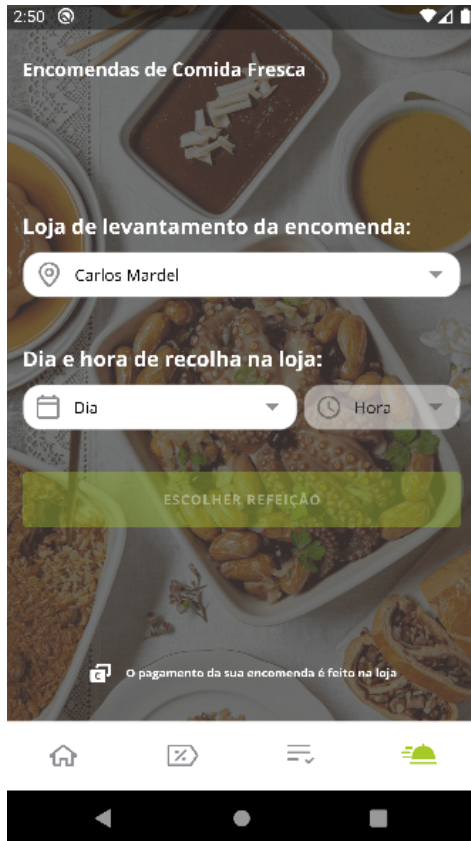 2:50
Encomendas de Comida Fresca
Loja de levantamento da encomenda:
Carlos Mardel
Dia e hora de recolha na loja:
Dia
Hora
ESCOLHER REFEIÇÃO
C
O pagamento da sua encomenda é feito na loja